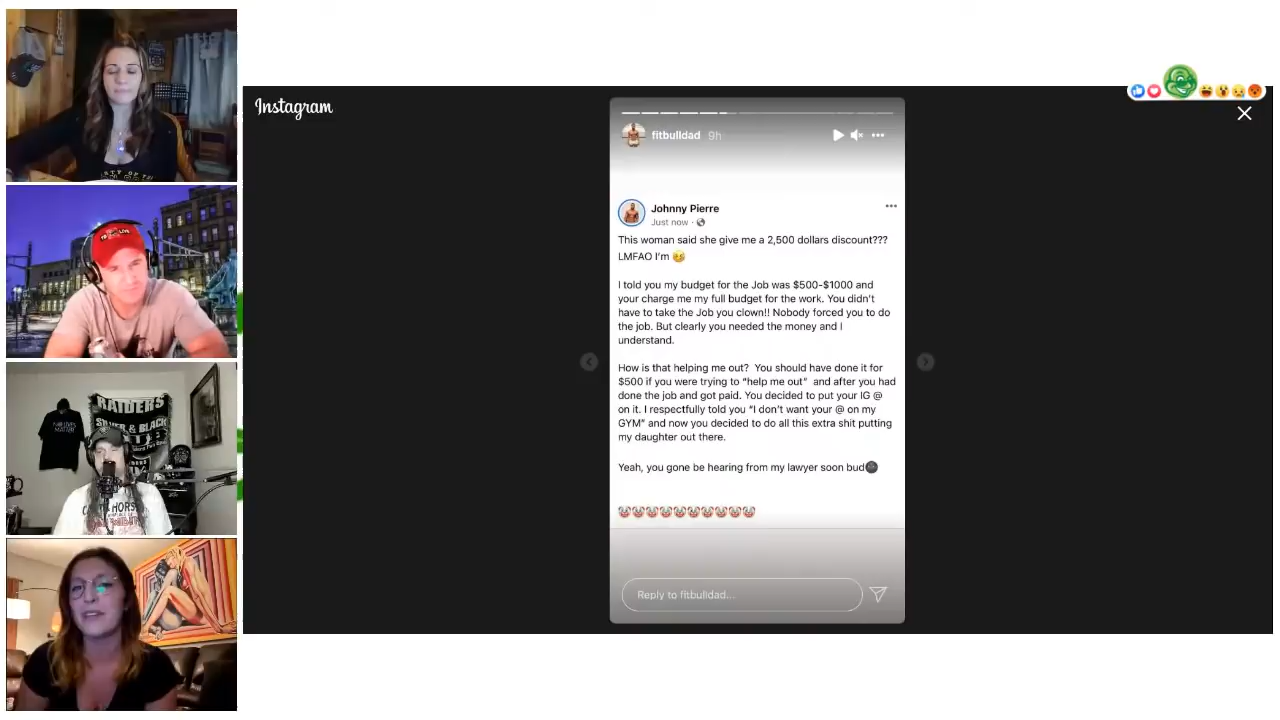 Instagram
fitbulldad 9h
Johnny Pierre
Just now
This woman said she give me a 2,500 dollars discount???
LMFAO I'm 🤣
I told you my budget for the Job was $500-$1000 and
your charge me my full budget for the work. You didn't
have to take the Job you clown!! Nobody forced you to do
the job. But clearly you needed the money and I
understand.
How is that helping me out? You should have done it for
$500 if you were trying to "help me out" and after you had
done the job and got paid. You decided to put your IG @
on it. I respectfully told you "I don't want your @ on my
GYM" and now you decided to do all this extra shit putting
my daughter out there.
Yeah, you gone be hearing from my lawyer soon bud
🤡🤡🤡🤡🤡🤡🤡🤡🤡🤡
Reply to fitbulldad...
RAIDERS
SILVER & BLACK